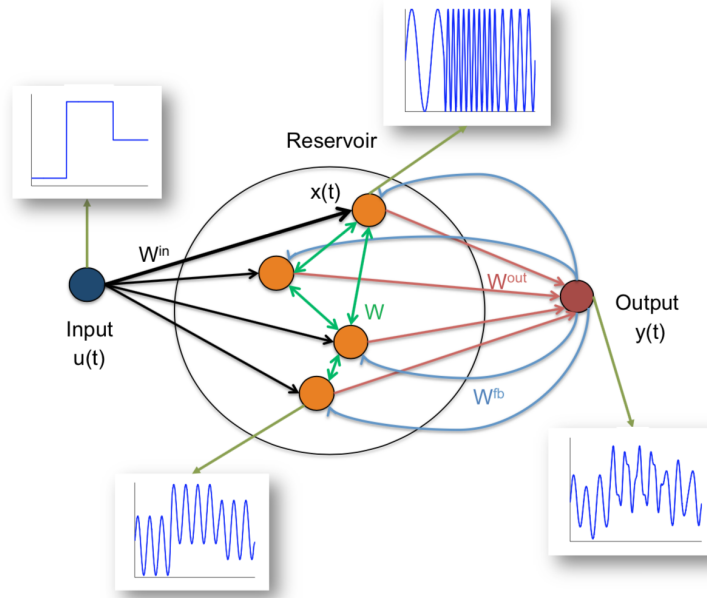 Reservoir
x(t)
Wⁱⁿ
Wᵒᵘᵗ
W
Input
u(t)
Output
y(t)
Wᶠᵇ